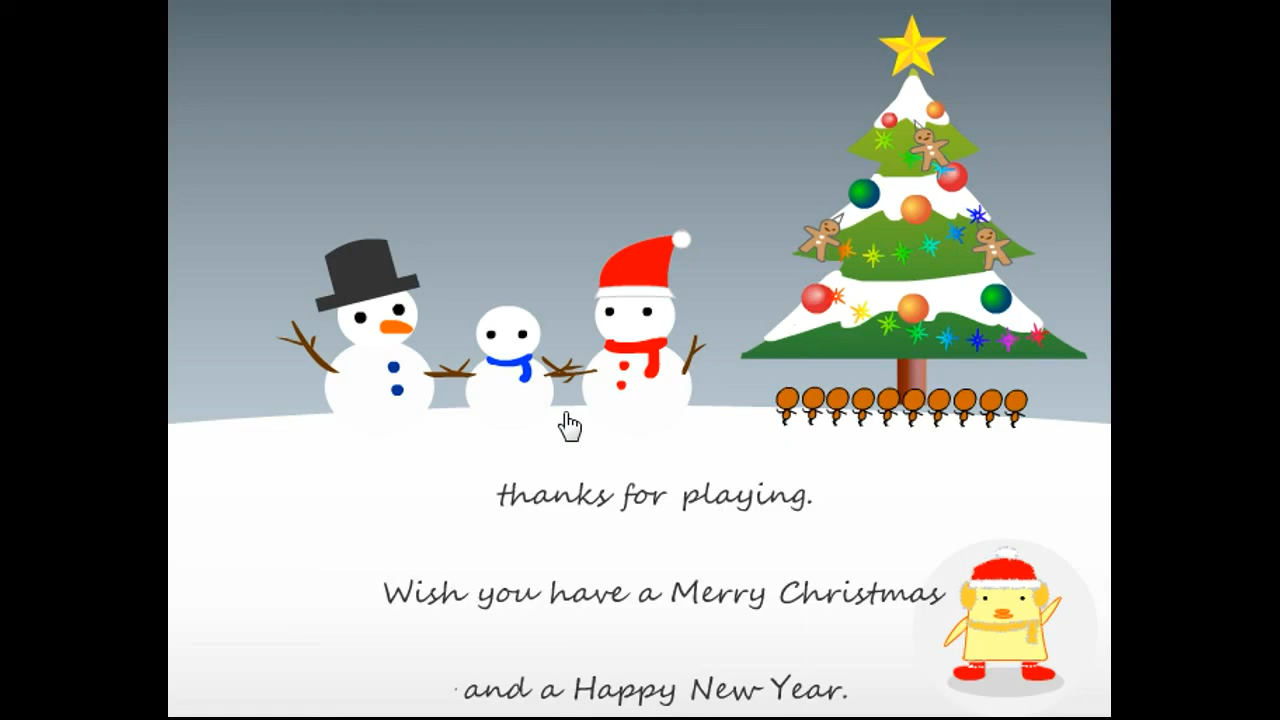 thanks for playing.
Wish you have a Merry Christmas
and a Happy New Year.